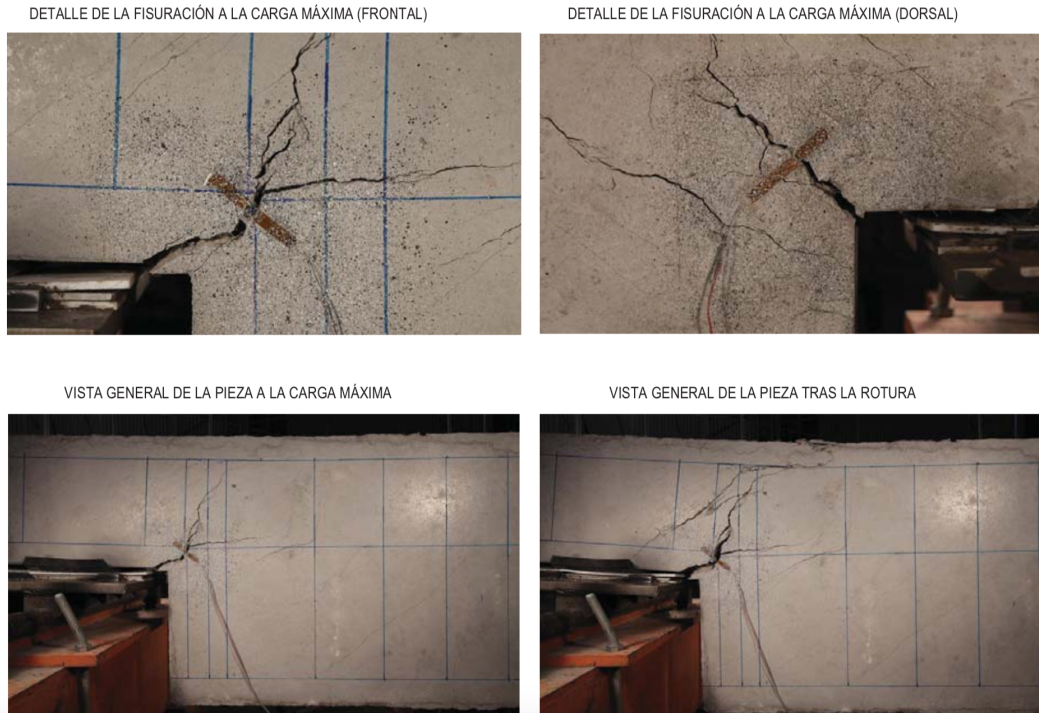 DETALLE DE LA FISURACIÓN A LA CARGA MÁXIMA (FRONTAL)
DETALLE DE LA FISURACIÓN A LA CARGA MÁXIMA (DORSAL)
VISTA GENERAL DE LA PIEZA A LA CARGA MÁXIMA
VISTA GENERAL DE LA PIEZA TRAS LA ROTURA